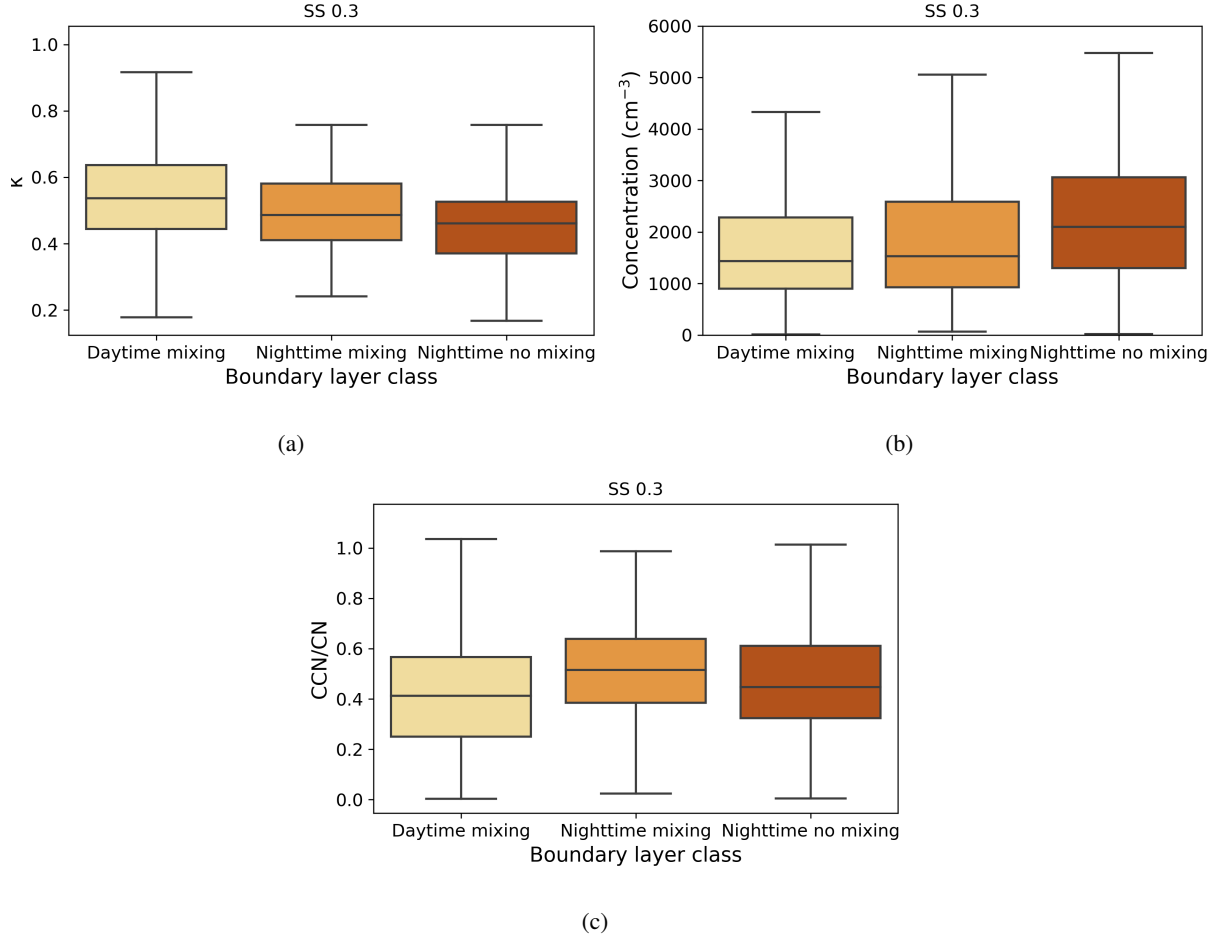 SS 0.3
1.0
0.8
0.6
0.4
0.2
κ
Daytime mixing Nighttime mixing Nighttime no mixing
Boundary layer class
(a)
SS 0.3
6000
5000
4000
3000
2000
1000
0
Concentration (cm⁻³)
Daytime mixing Nighttime mixing Nighttime no mixing
Boundary layer class
(b)
SS 0.3
1.0
0.8
0.6
0.4
0.2
0.0
CCN/CN
Daytime mixing Nighttime mixing Nighttime no mixing
Boundary layer class
(c)